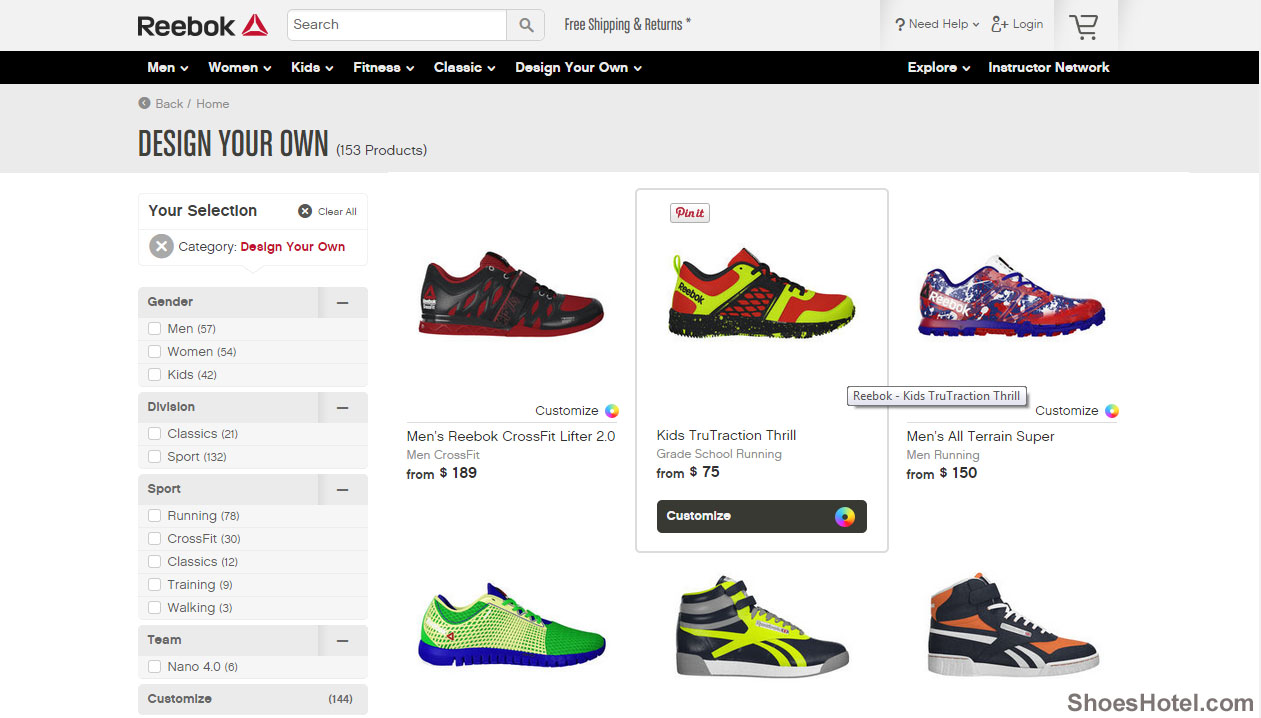 Reebok
Search
Free Shipping & Returns *
? Need Help
Login
Men
Women
Kids
Fitness
Classic
Design Your Own
Explore
Instructor Network
Back / Home
DESIGN YOUR OWN (153 Products)
Your Selection
Clear All
Category: Design Your Own
Gender
Men (57)
Women (54)
Kids (42)
Division
Classics (21)
Sport (132)
Sport
Running (78)
CrossFit (30)
Classics (12)
Training (9)
Walking (3)
Team
Nano 4.0 (6)
Customize (144)
Reebok
Customize
Men's Reebok CrossFit Lifter 2.0
Men CrossFit
from $ 189
Pin it
Reebok
Kids TruTraction Thrill
Grade School Running
from $ 75
Customize
Reebok - Kids TruTraction Thrill
Reebok
Customize
Men's All Terrain Super
Men Running
from $ 150
ShoesHotel.com